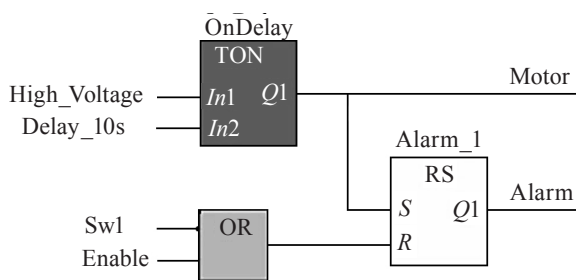 OnDelay
TON
Motor
High_Voltage In1 Q1
Delay_10s In2
Alarm_1
RS
Alarm
S Q1
Sw1 OR
R
Enable